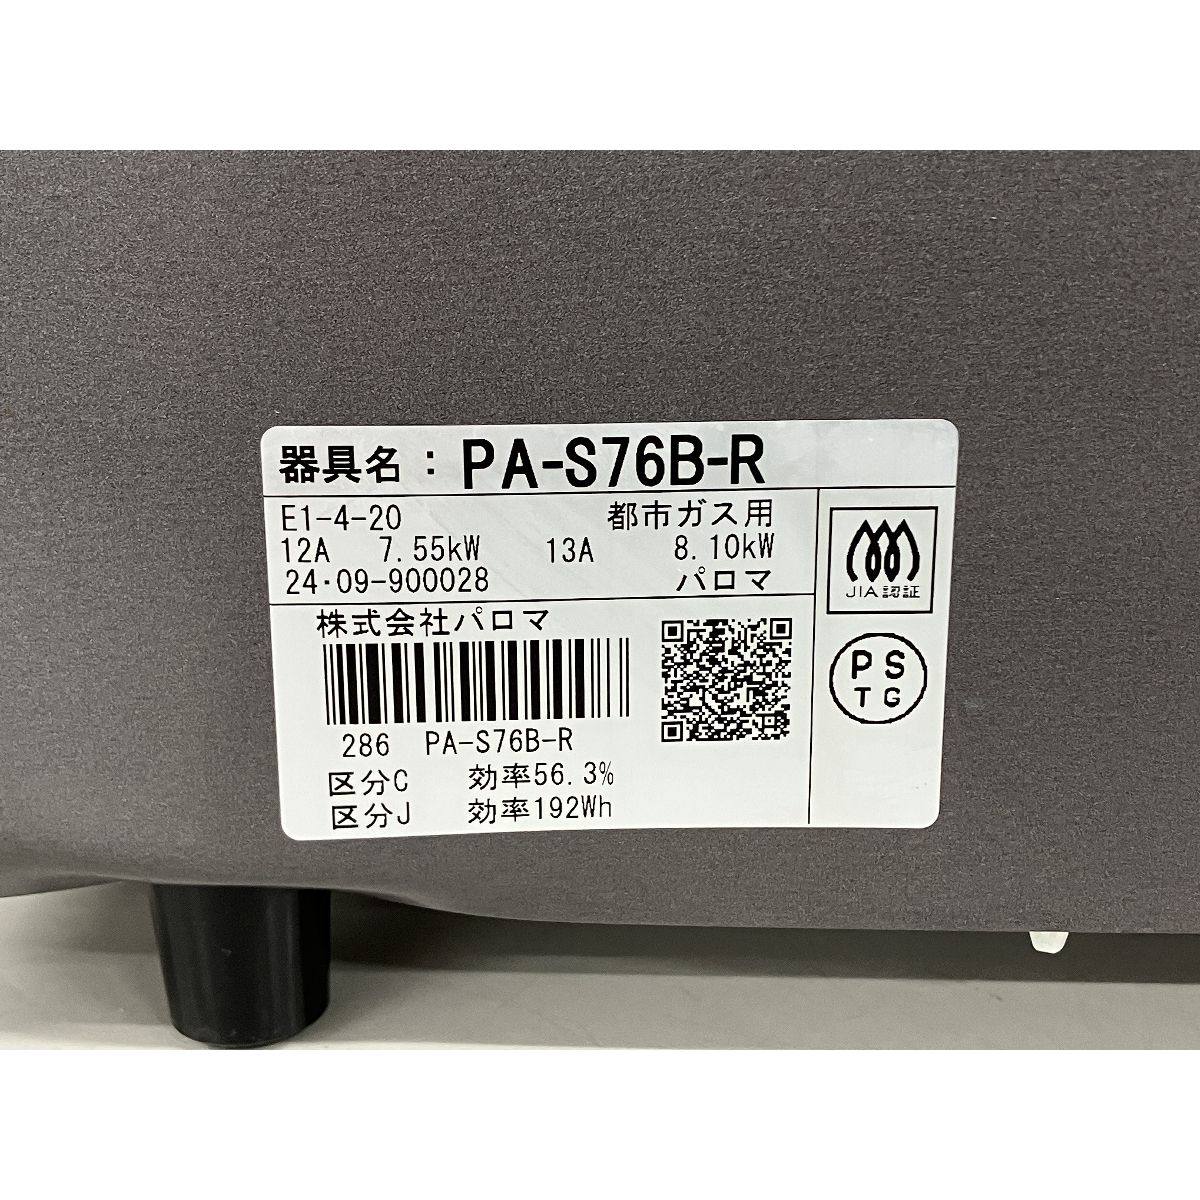 器具名：PA-S76B-R
E1-4-20 都市ガス用
12A 7.55kW 13A 8.10kW
24・09-900028 パロマ
株式会社パロマ
286 PA-S76B-R
区分C 効率56.3%
区分J 効率192Wh
JIA認証
PS
TG